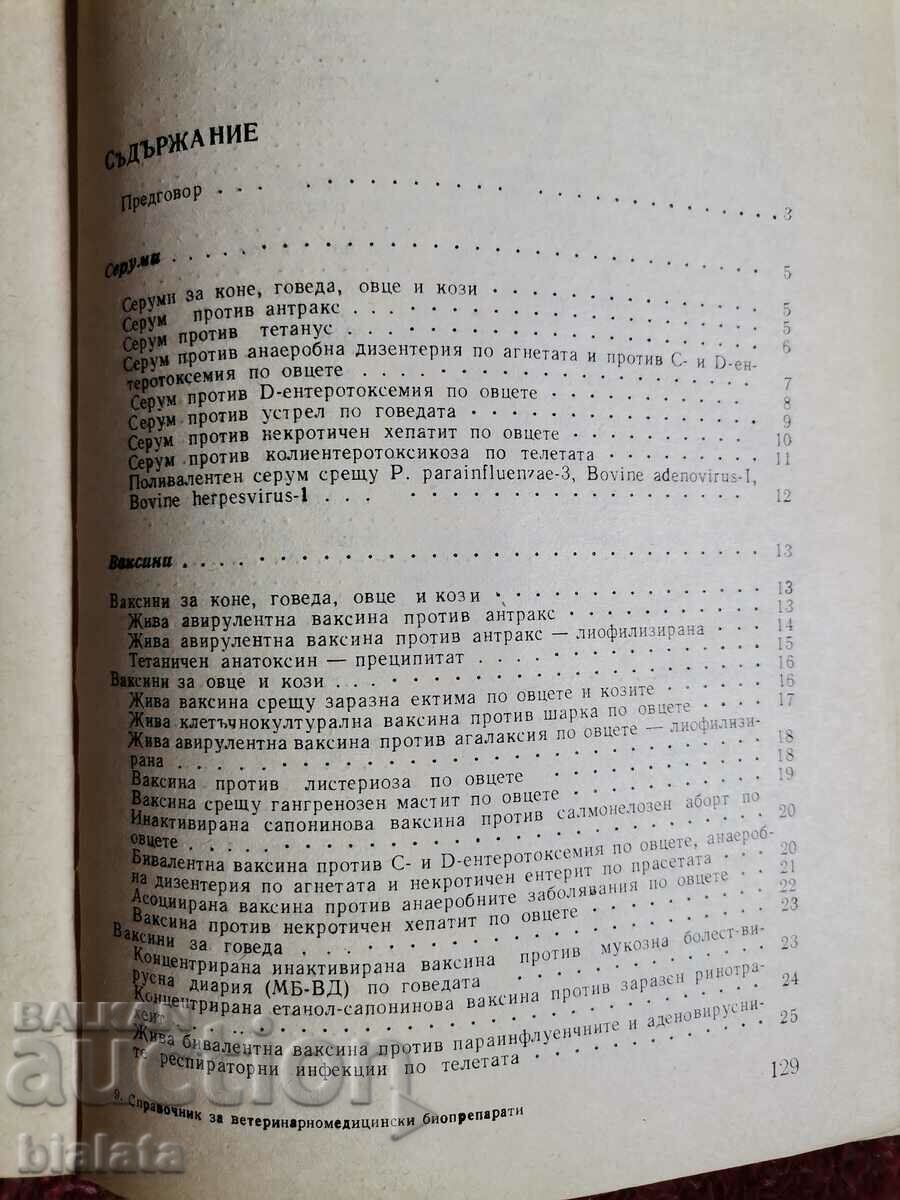 СЪДЪРЖАНИЕ
Предговор . . . . . . . . . . . . . . . . . . . . . . 3
Серуми . . . . . . . . . . . . . . . . . . . . . . 5
Серуми за коне, говеда, овце и кози . . . . . . . . . . 5
Серум против антракс . . . . . . . . . . . . . . . . 5
Серум против тетанус . . . . . . . . . . . . . . . . 6
Серум против анаеробна дизентерия по агнетата и против С- и D-ен-
теротоксемия по овцете . . . . . . . . . . . . . . . 7
Серум против D-ентеротоксемия по овцете . . . . . . . . 8
Серум против устрел по говедата . . . . . . . . . . . . 9
Серум против некротичен хепатит по овцете . . . . . . . . 10
Серум против колиентеротоксикоза по телетата . . . . . . . 11
Поливалентен серум срещу P. parainfluenzae-3, Bovine adenovirus-1,
Bovine herpesvirus-1 . . . . . . . . . . . . . . . . 12
Ваксини . . . . . . . . . . . . . . . . . . . . . . 13
Ваксини за коне, говеда, овце и кози . . . . . . . . . . 13
Жива авирулентна ваксина против антракс . . . . . . . . 13
Жива авирулентна ваксина против антракс — лиофилизирана . . . 14
Тетаничен анатоксин — преципитат . . . . . . . . . . . 15
Ваксини за овце и кози . . . . . . . . . . . . . . . 16
Жива ваксина срещу заразна ектима по овцете и козите . . . . . 16
Жива клетъчнокултурална ваксина против шарка по овцете . . . . 17
Жива авирулентна ваксина против агалаксия по овцете — лиофилизи-
рана . . . . . . . . . . . . . . . . . . . . . . 18
Ваксина против листериоза по овцете . . . . . . . . . . 18
Ваксина срещу гангренозен мастит по овцете . . . . . . . . 19
Инактивирана сапонинова ваксина против салмонелозен аборт по
овцете . . . . . . . . . . . . . . . . . . . . . 20
Бивалентна ваксина против С- и D-ентеротоксемия по овцете, анаероб-
на дизентерия по агнетата и некротичен ентерит по прасетата . . . 20
Асоциирана ваксина против анаеробните заболявания по овцете . . 21
Ваксина против некротичен хепатит по овцете . . . . . . . . 22
Ваксини за говеда . . . . . . . . . . . . . . . . . 23
Концентрирана инактивирана ваксина против мукозна болест-ви-
русна диария (МБ-ВД) по говедата . . . . . . . . . . . 23
Концентрирана етанол-сапонинова ваксина против заразен ринотра-
хеит . . . . . . . . . . . . . . . . . . . . . . 24
Жива бивалентна ваксина против параинфлуенчните и аденовирусни-
те респираторни инфекции по телетата . . . . . . . . . . 25
9. Справочник за ветеринарномедицински биопрепарати
129
BALKAN
auction
bialata